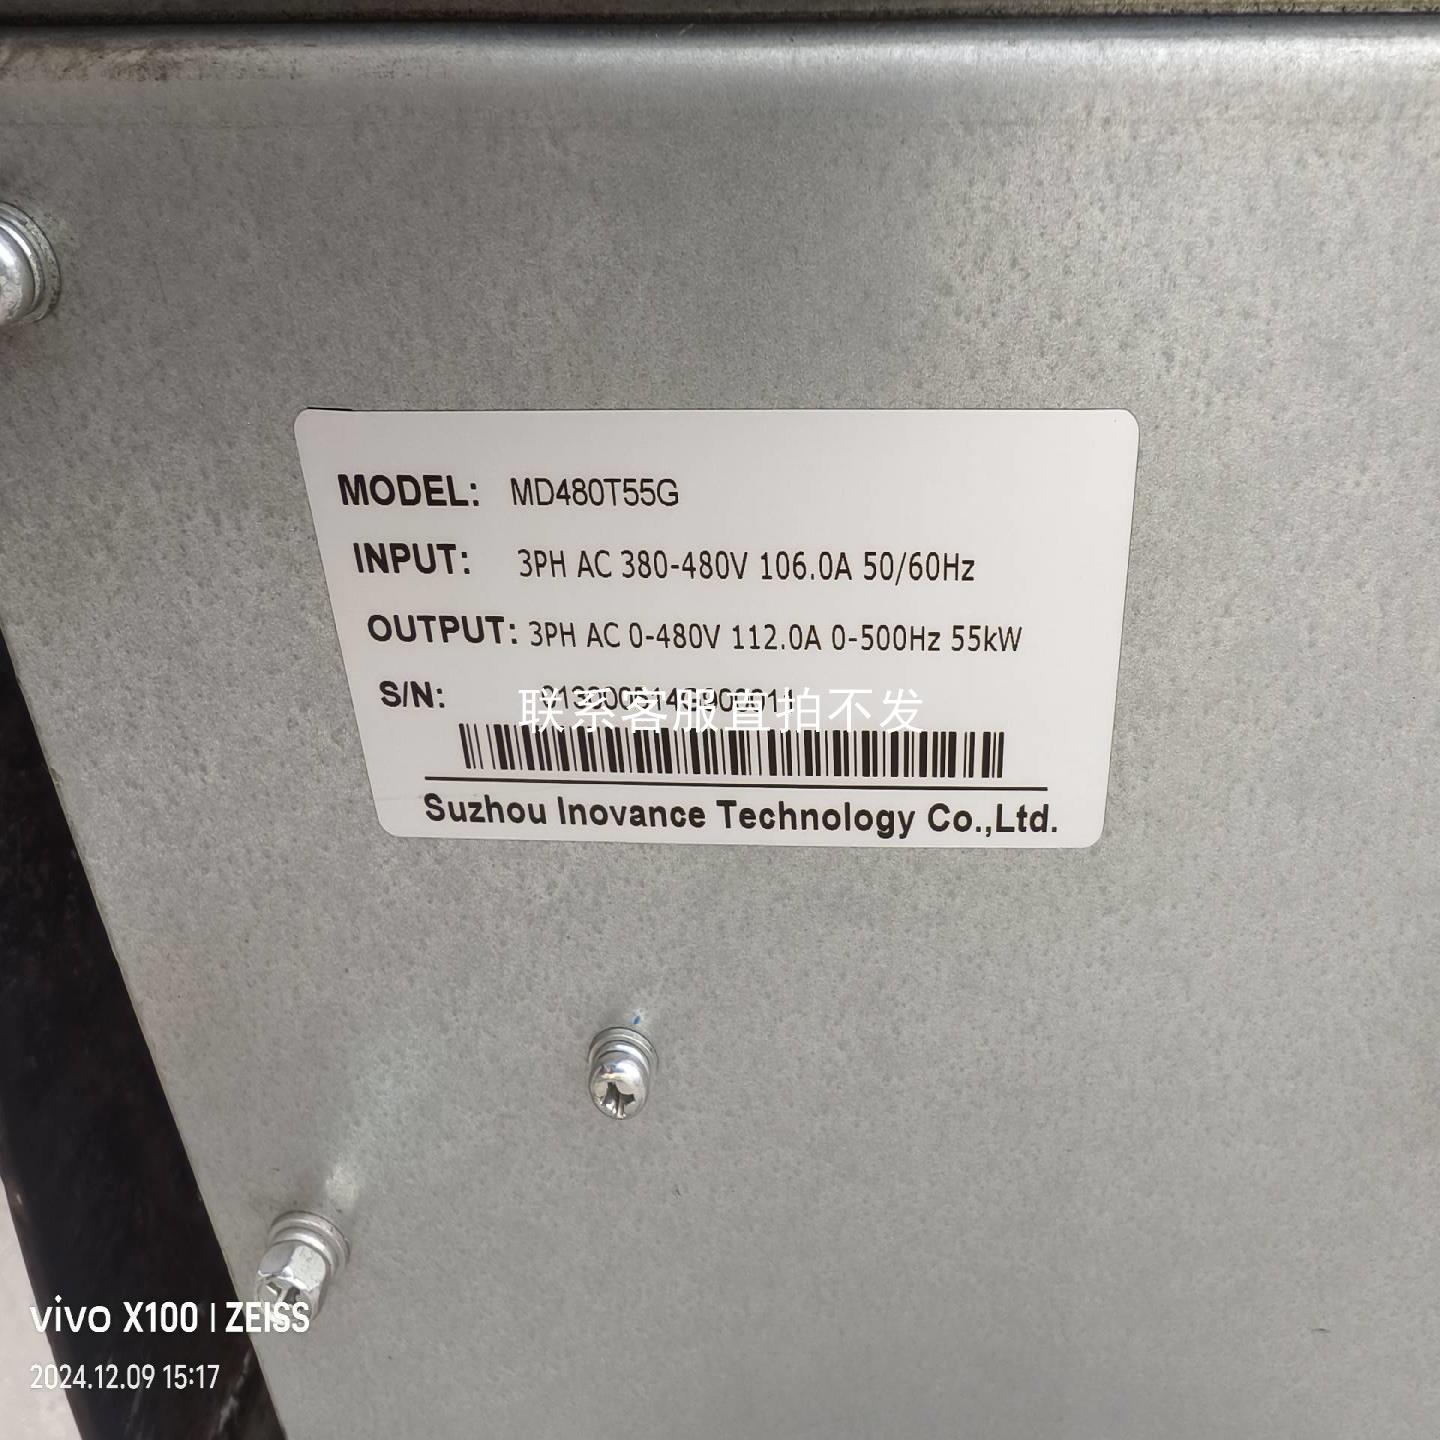 MODEL: MD480T55G
INPUT: 3PH AC 380-480V 106.0A 50/60Hz
OUTPUT: 3PH AC 0-480V 112.0A 0-500Hz 55kW
S/N:
联系客服直拍不发
Suzhou Inovance Technology Co.,Ltd.
vivo X100 | ZEISS
2024.12.09 15:17